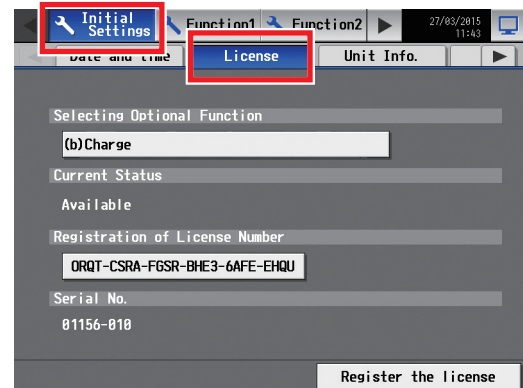 Initial
Settings
Function1
Function2
27/03/2015
11:43
Date and time
License
Unit Info.
Selecting Optional Function
(b)Charge
Current Status
Available
Registration of License Number
ORQT-CSRA-FGSR-BHE3-6AFE-EHQU
Serial No.
01156-010
Register the license